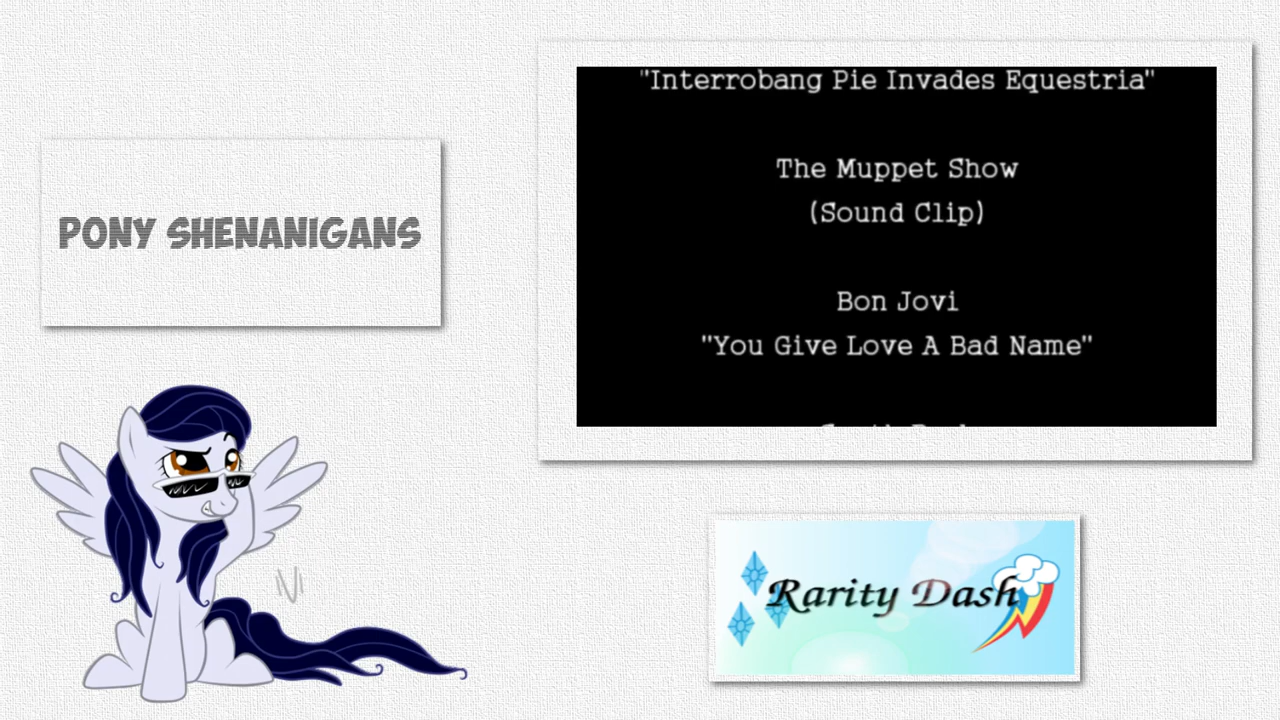 "Interrobang Pie Invades Equestria"
The Muppet Show
(Sound Clip)
Bon Jovi
"You Give Love A Bad Name"
PONY SHENANIGANS
Rarity Dash